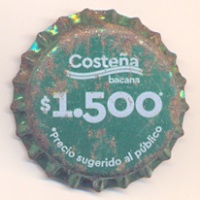 Costeña
bacana
$1.500*
*Precio sugerido al público